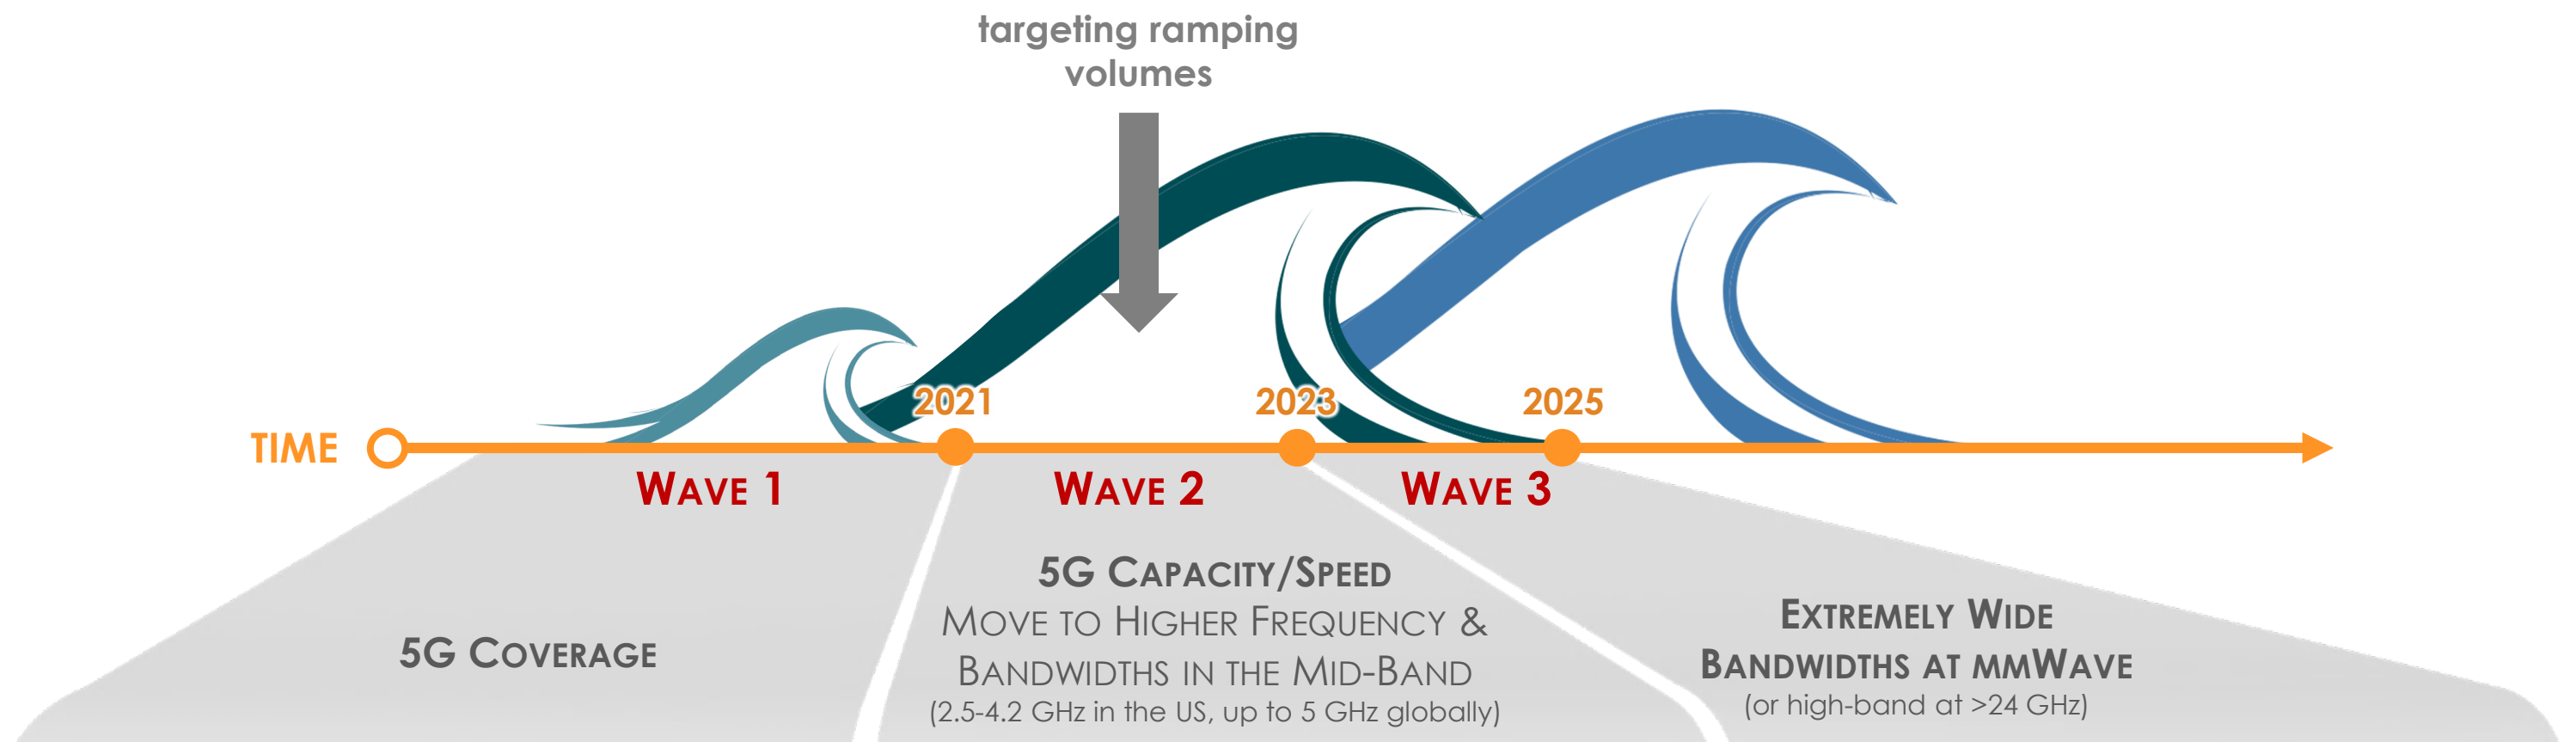 targeting ramping
volumes
2021
2023
2025
TIME
WAVE 1
WAVE 2
WAVE 3
5G COVERAGE
5G CAPACITY/SPEED
MOVE TO HIGHER FREQUENCY &
BANDWIDTHS IN THE MID-BAND
(2.5-4.2 GHz in the US, up to 5 GHz globally)
EXTREMELY WIDE
BANDWIDTHS AT MMWAVE
(or high-band at >24 GHz)